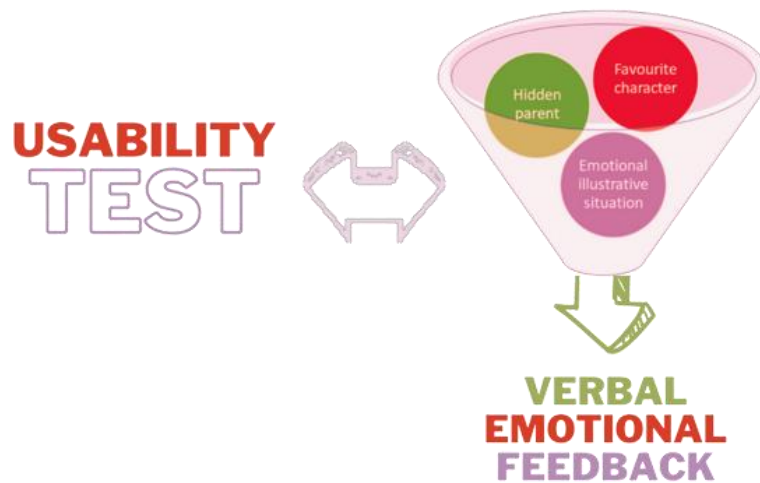 USABILITY
TEST
Hidden
parent
Favourite
character
Emotional
illustrative
situation
VERBAL
EMOTIONAL
FEEDBACK